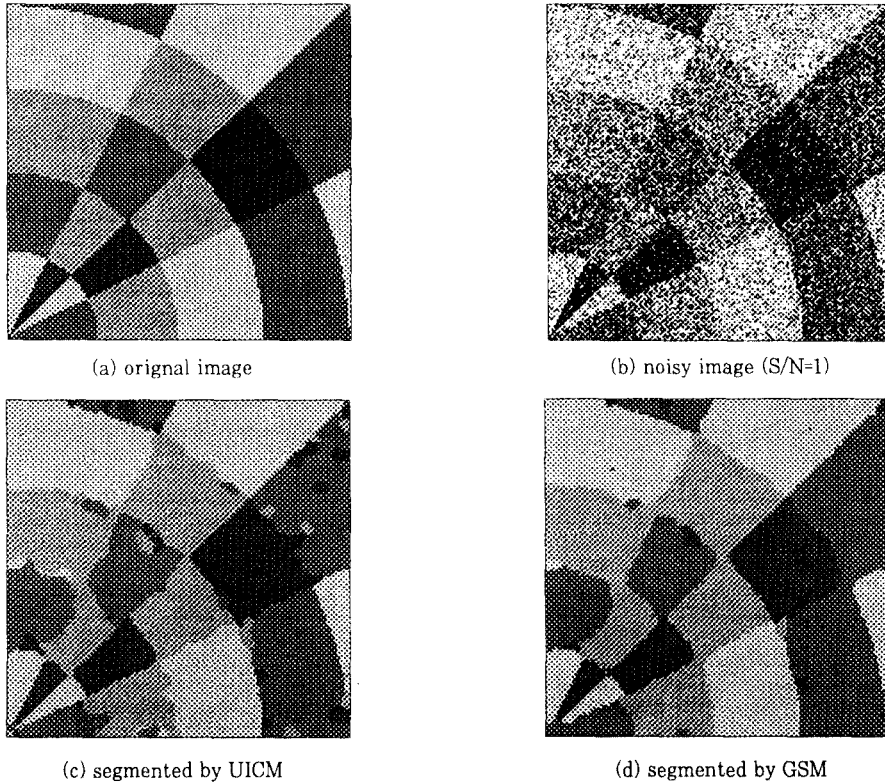 (a) orignal image
(b) noisy image (S/N=1)
(c) segmented by UICM
(d) segmented by GSM